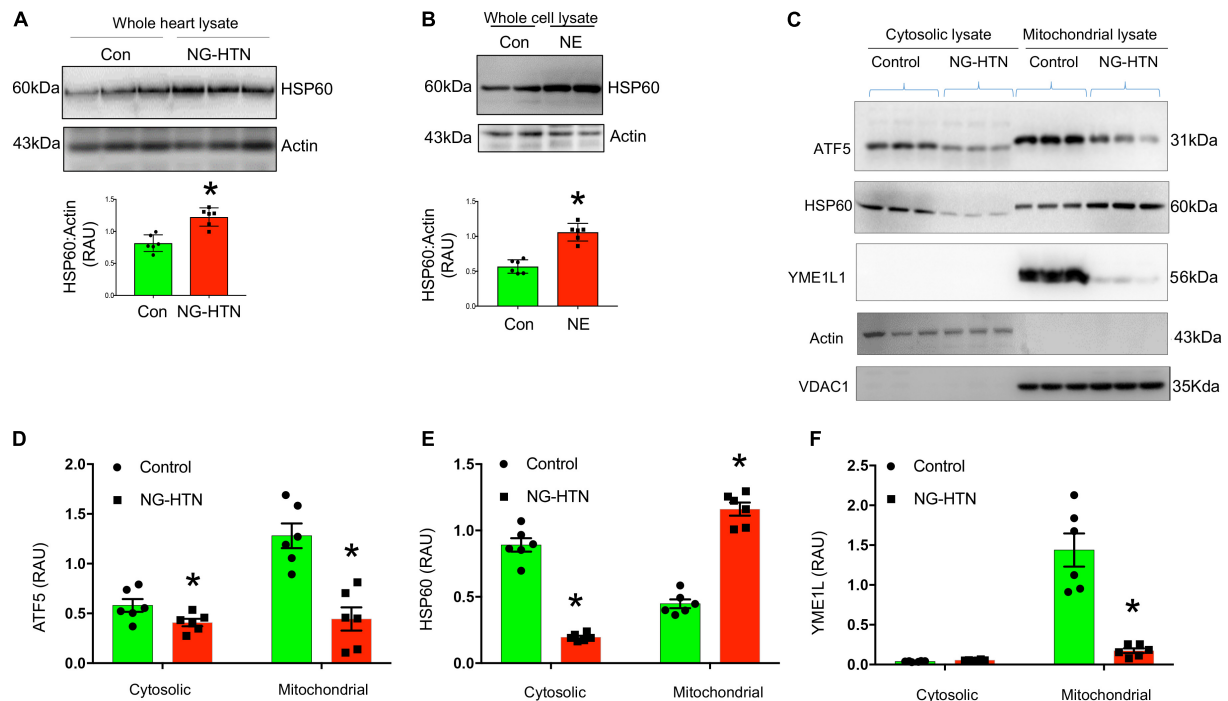 A
Whole heart lysate
Con NG-HTN
60kDa HSP60
43kDa Actin
*
HSP60:Actin
(RAU)
1.5
1.0
0.5
0.0
Con NG-HTN
B
Whole cell lysate
Con NE
60kDa HSP60
43kDa Actin
*
HSP60:Actin
(RAU)
1.5
1.0
0.5
0.0
Con NE
C
Cytosolic lysate Mitochondrial lysate
Control NG-HTN Control NG-HTN
ATF5 31kDa
HSP60 60kDa
YME1L1 56kDa
Actin 43kDa
VDAC1 35Kda
D
ATF5 (RAU)
2.0
1.5
1.0
0.5
0.0
Control
NG-HTN
* *
Cytosolic Mitochondrial
E
HSP60 (RAU)
1.5
1.0
0.5
0.0
Control
NG-HTN
* *
Cytosolic Mitochondrial
F
YME1L (RAU)
2.5
2.0
1.5
1.0
0.5
0.0
Control
NG-HTN
*
Cytosolic Mitochondrial